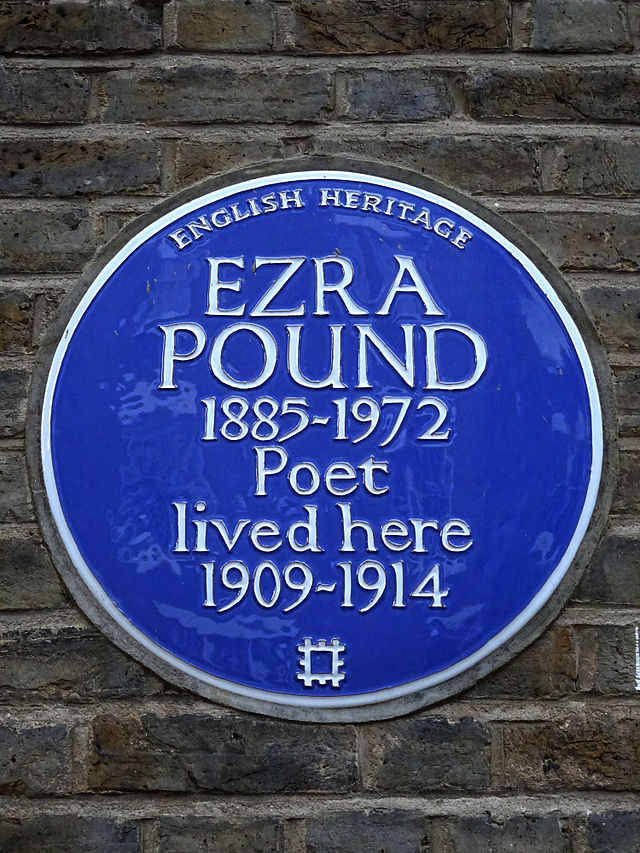 ENGLISH HERITAGE
EZRA
POUND
1885-1972
Poet
lived here
1909-1914